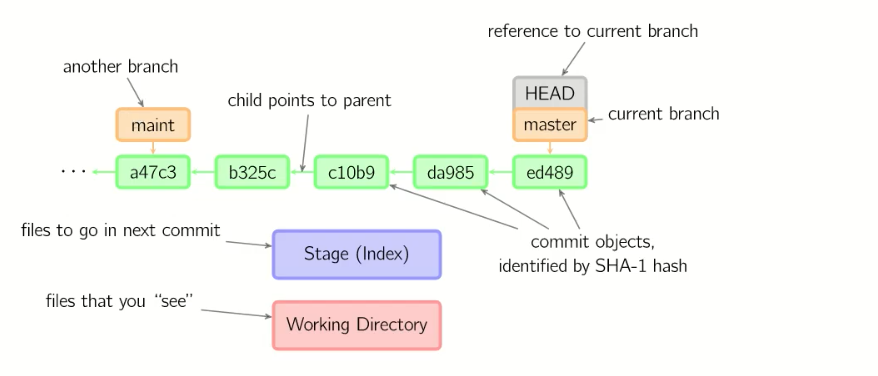 reference to current branch
another branch
HEAD
child points to parent
current branch
maint
master
... a47c3 b325c c10b9 da985 ed489
files to go in next commit
commit objects,
identified by SHA-1 hash
Stage (Index)
files that you “see”
Working Directory